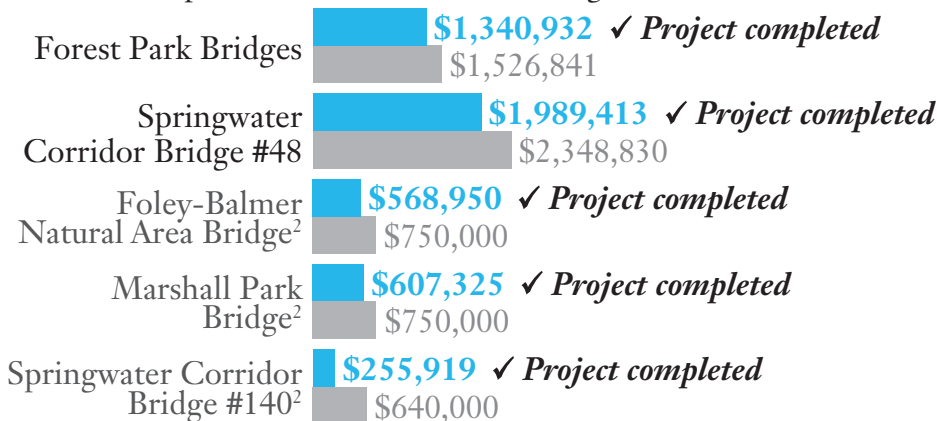 Forest Park Bridges
$1,340,932 ✓ Project completed
$1,526,841
Springwater
Corridor Bridge #48
$1,989,413 ✓ Project completed
$2,348,830
Foley-Balmer
Natural Area Bridge²
$568,950 ✓ Project completed
$750,000
Marshall Park
Bridge²
$607,325 ✓ Project completed
$750,000
Springwater Corridor
Bridge #140²
$255,919 ✓ Project completed
$640,000